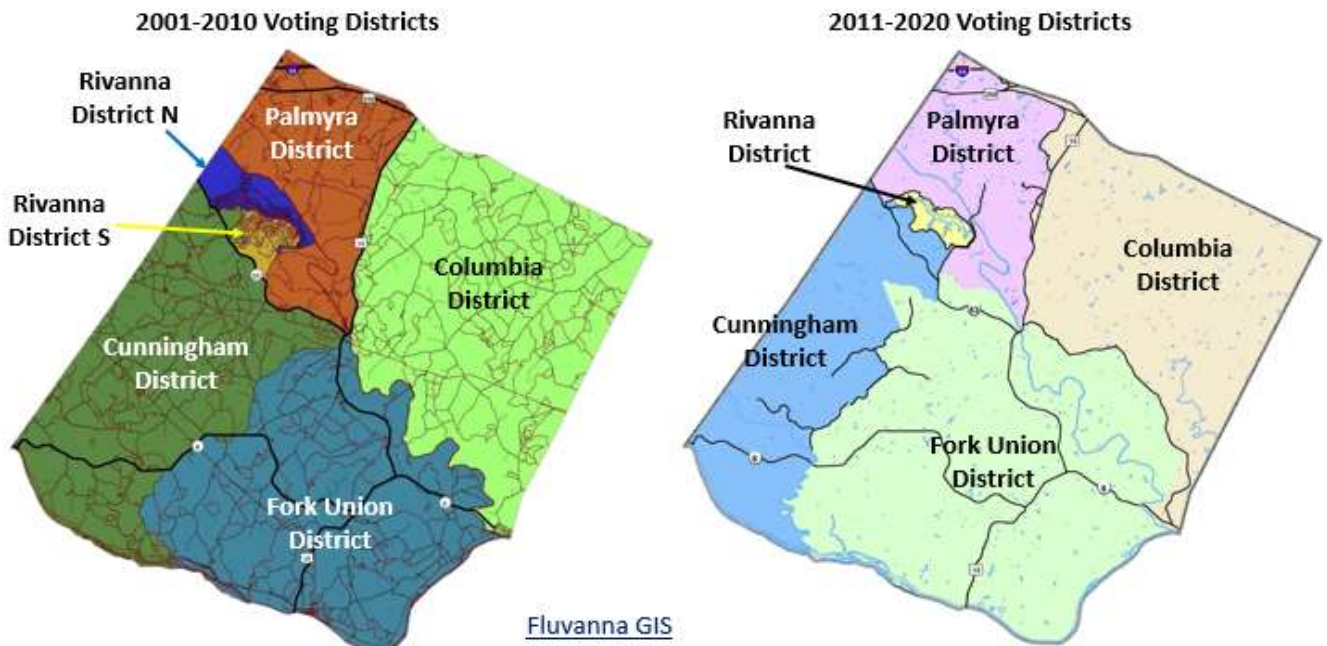 2001-2010 Voting Districts
Rivanna
District N
Palmyra
District
Rivanna
District S
Columbia
District
Cunningham
District
Fork Union
District
2011-2020 Voting Districts
Rivanna
District
Palmyra
District
Columbia
District
Cunningham
District
Fork Union
District
Fluvanna GIS